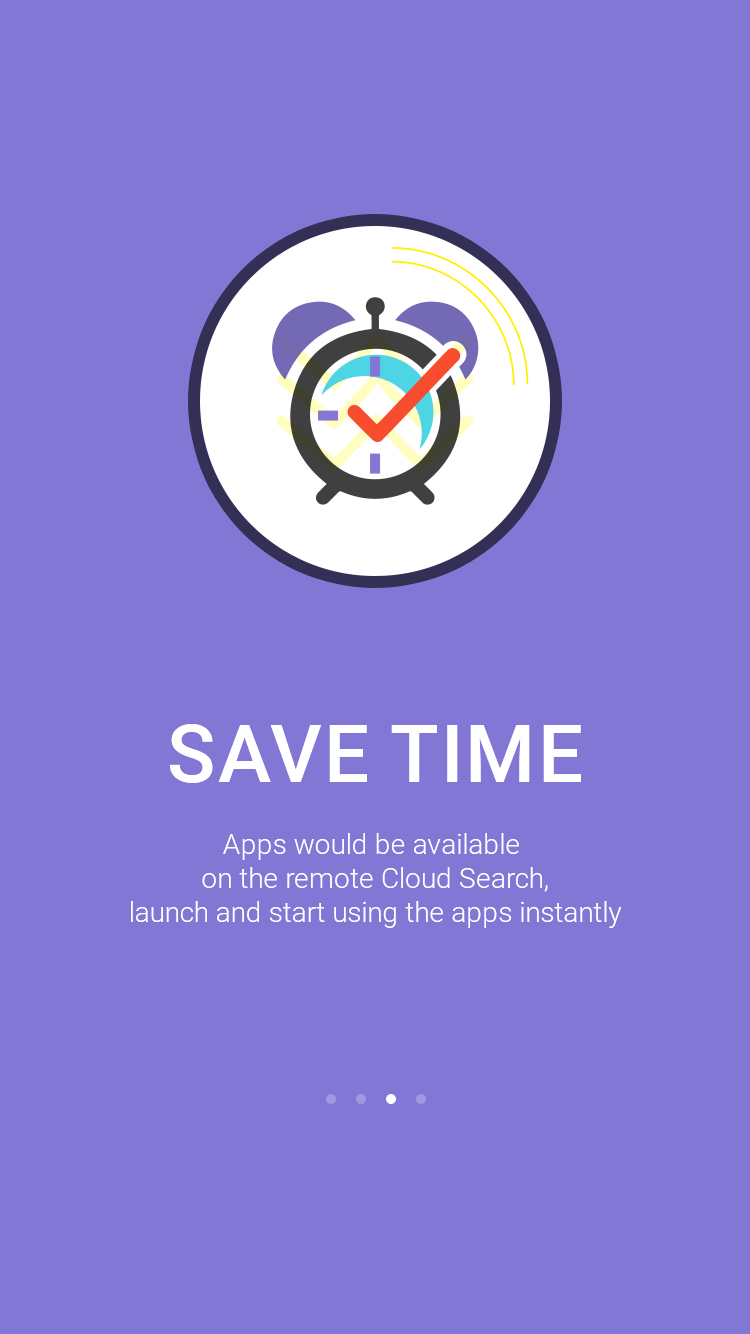 SAVE TIME
Apps would be available
on the remote Cloud Search,
launch and start using the apps instantly